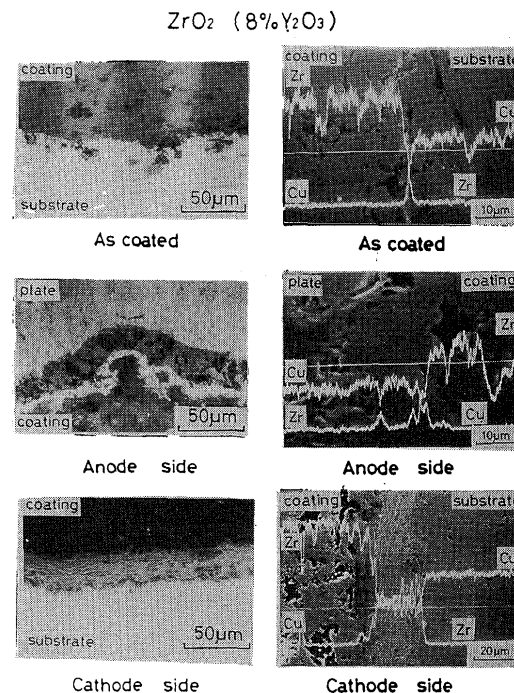 ZrO₂ (8%Y₂O₃)
coating
substrate
50µm
As coated
coating
Zr
substrate
Cu
Cu
Zr
10µm
As coated
plate
coating
50µm
Anode side
plate
coating
Zr
Cu
Zr
Cu
10µm
Anode side
coating
substrate
50µm
Cathode side
coating
substrate
Zr
Cu
Cu
Zr
20µm
Cathode side